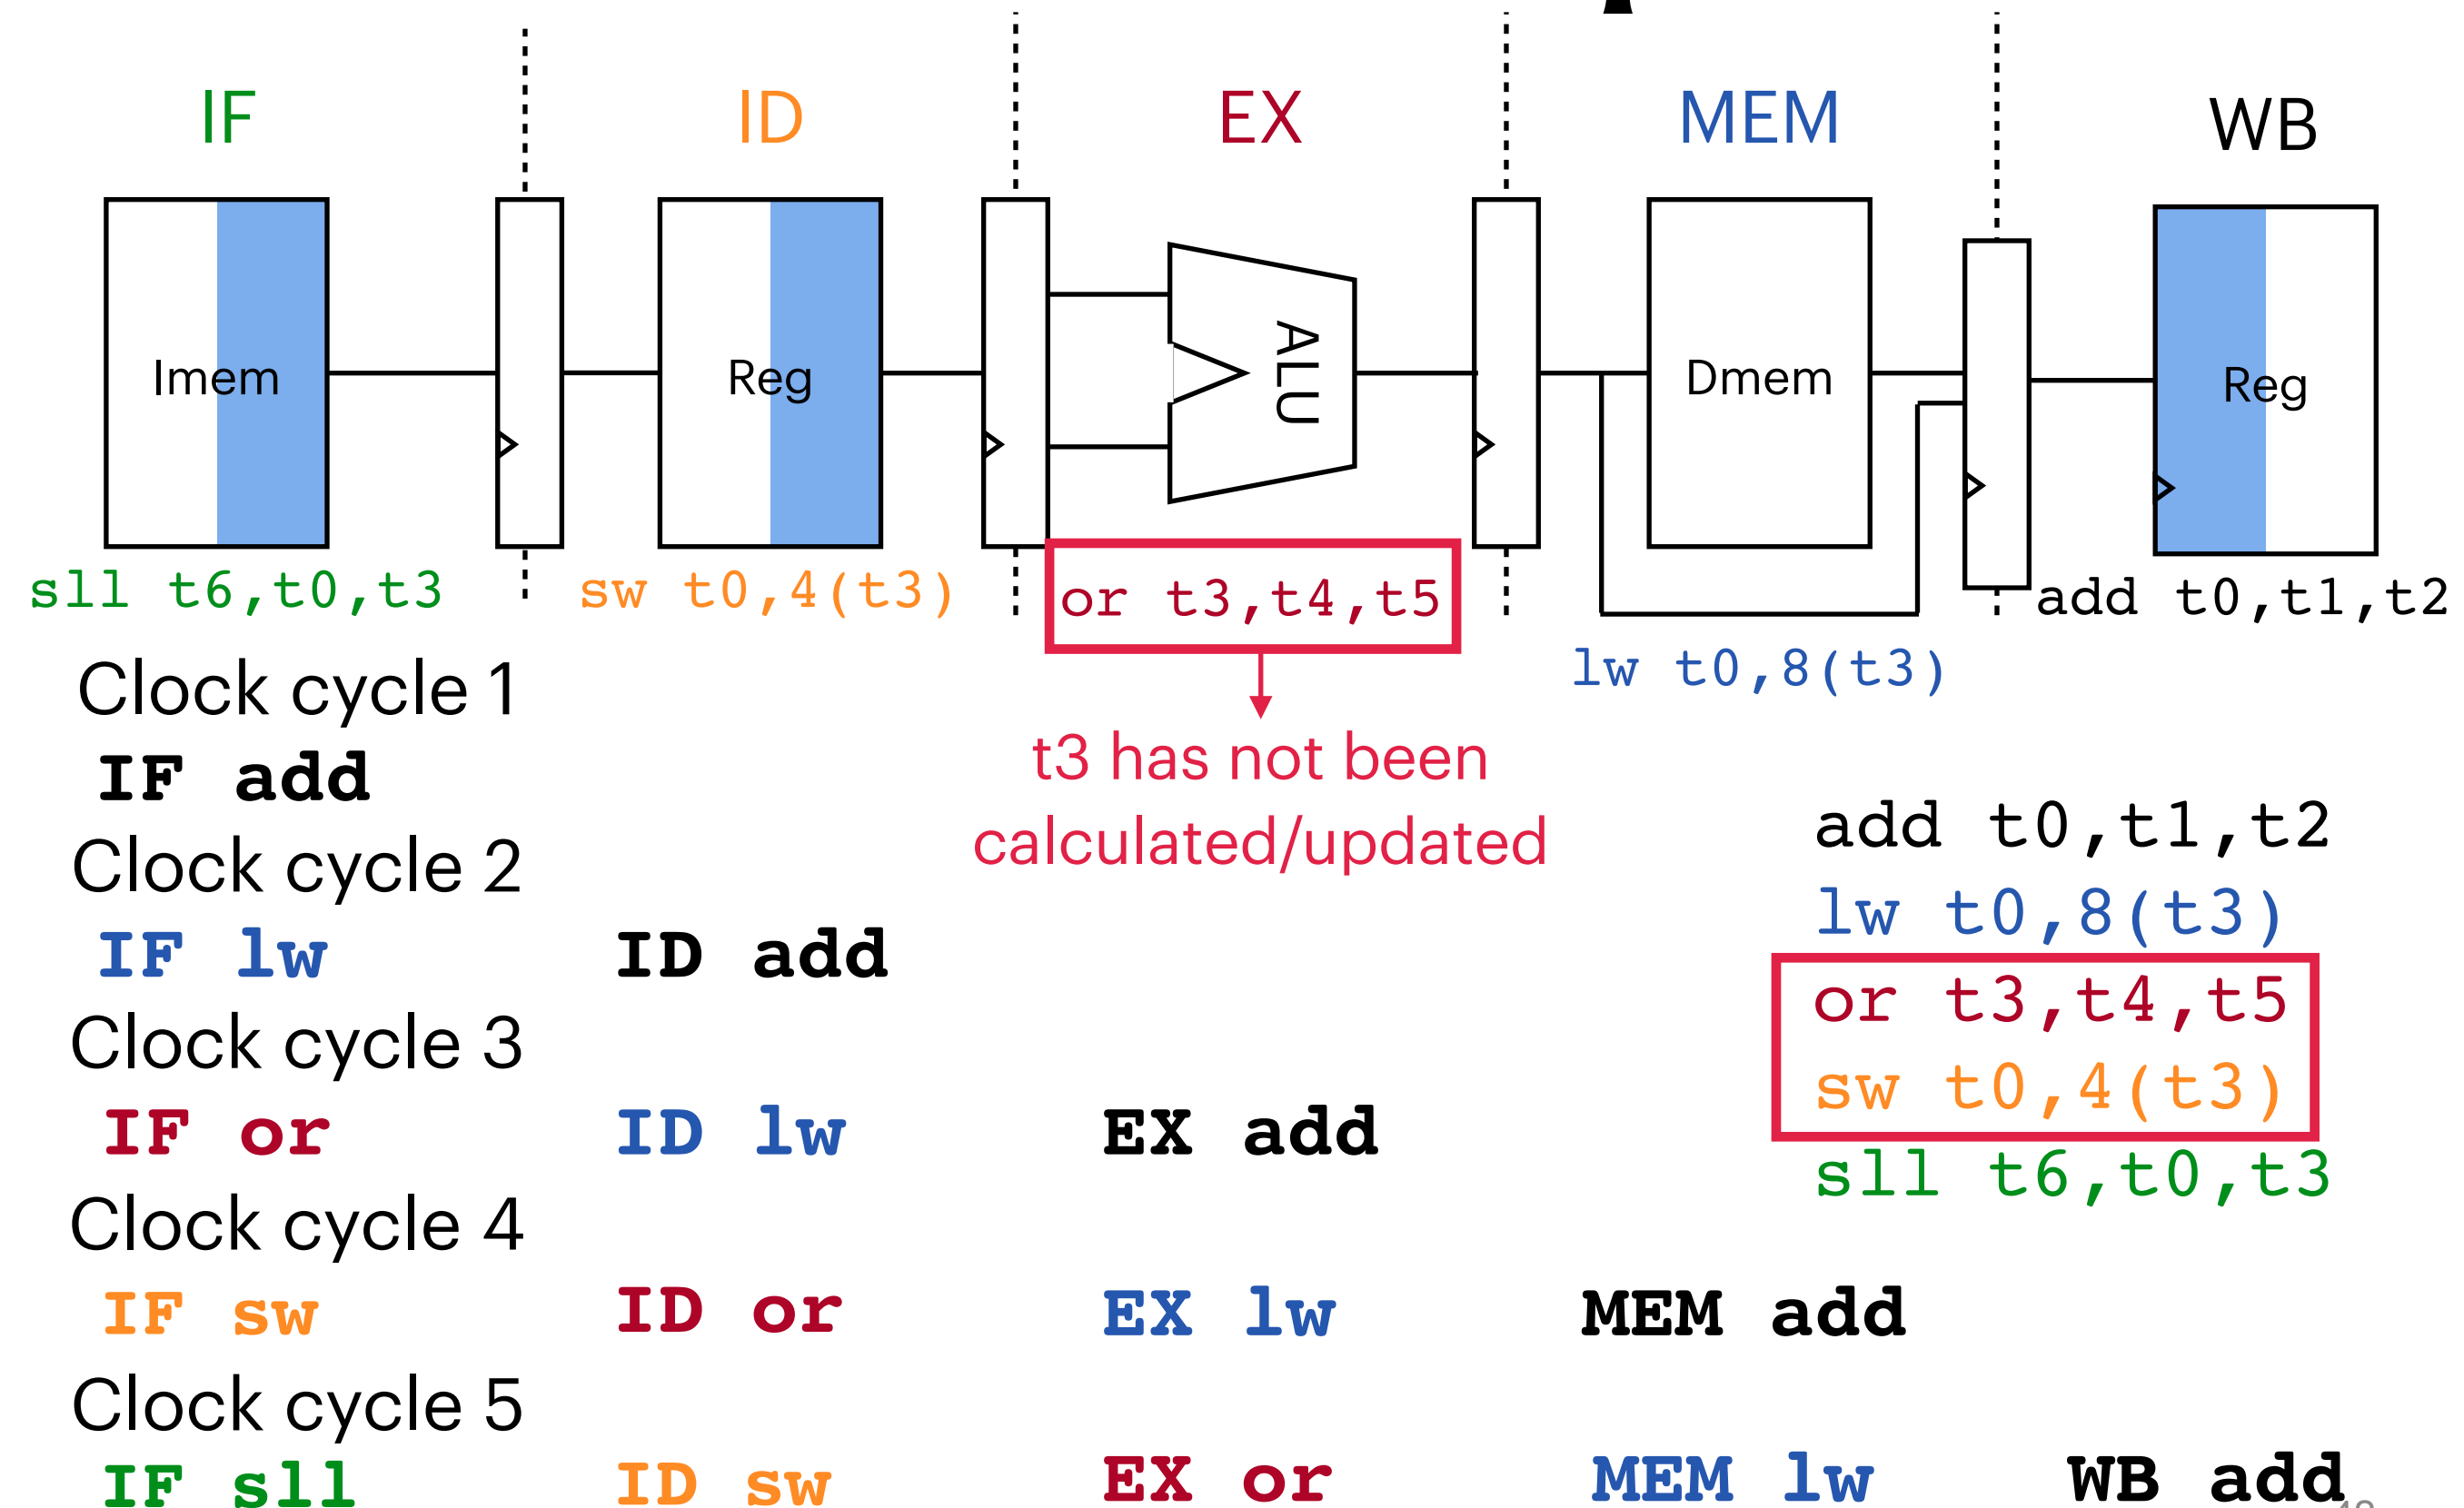 IF ID EX MEM WB
Imem Reg ALU Dmem Reg
sll t6,t0,t3 sw t0,4(t3) or t3,t4,t5 lw t0,8(t3) add t0,t1,t2
t3 has not been
calculated/updated
add t0,t1,t2
lw t0,8(t3)
or t3,t4,t5
sw t0,4(t3)
sll t6,t0,t3
Clock cycle 1
IF add
Clock cycle 2
IF lw ID add
Clock cycle 3
IF or ID lw EX add
Clock cycle 4
IF sw ID or EX lw MEM add
Clock cycle 5
IF sll ID sw EX or MEM lw WB add